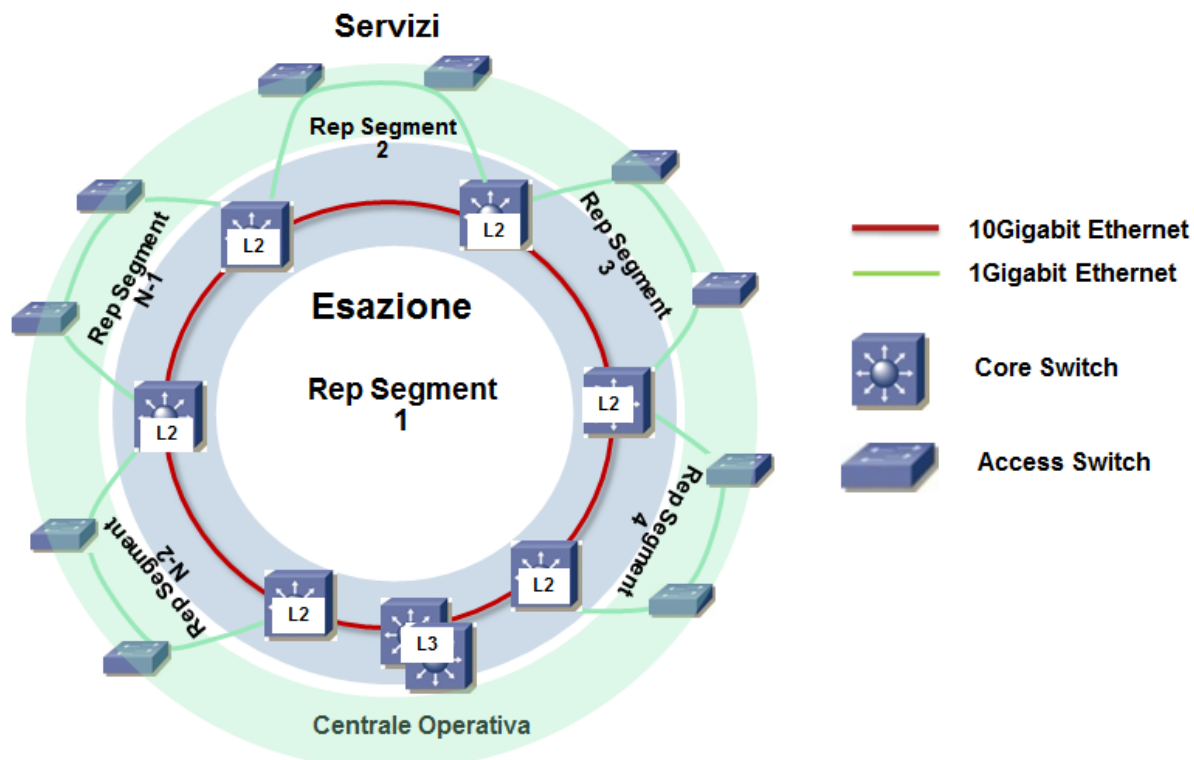 Servizi
Rep Segment
2
Rep Segment
N-1
Rep Segment
3
L2
L2
Esazione
Rep Segment
1
L2
L2
Rep Segment
N-2
Rep Segment
4
L2
L2
L3
Centrale Operativa
10Gigabit Ethernet
1Gigabit Ethernet
Core Switch
Access Switch